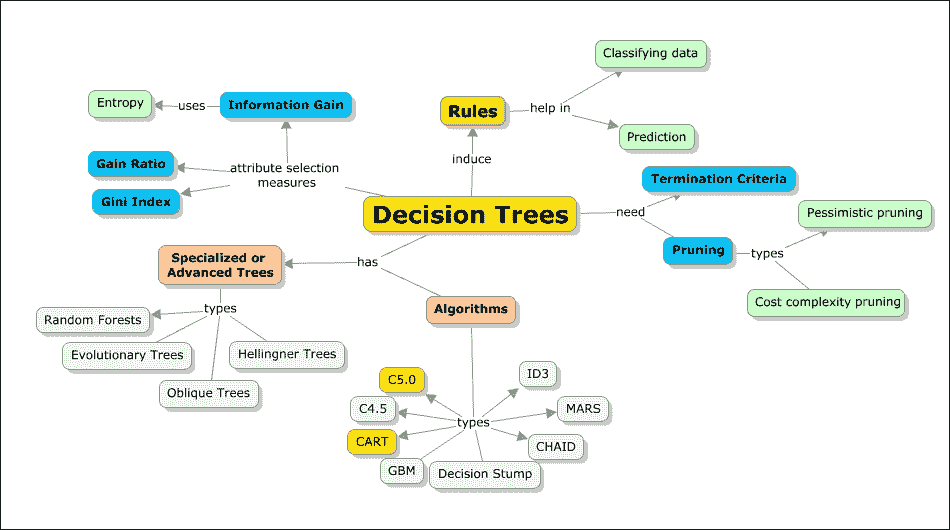 Classifying data
Entropy
uses
Information Gain
Rules
help in
Prediction
induce
Gain Ratio
attribute selection
measures
Gini Index
Termination Criteria
Decision Trees
need
Pessimistic pruning
Pruning
types
Specialized or
Advanced Trees
has
Cost complexity pruning
types
Algorithms
Random Forests
Evolutionary Trees
Hellingner Trees
Oblique Trees
C5.0
ID3
C4.5
MARS
types
CART
CHAID
GBM
Decision Stump